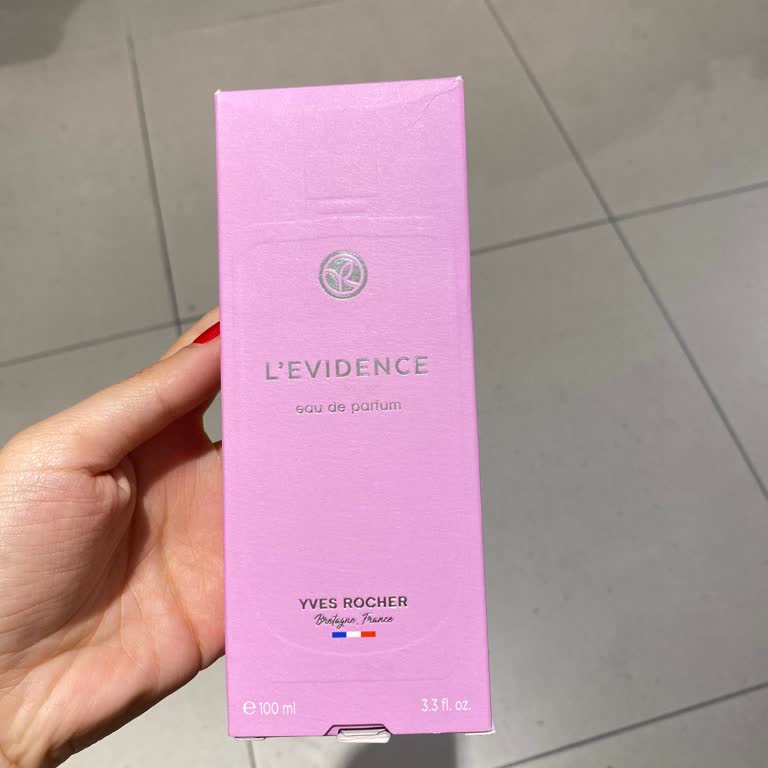 L'EVIDENCE
eau de parfum
YVES ROCHER
Bretagne, France
℮ 100 ml 3.3 fl. oz.